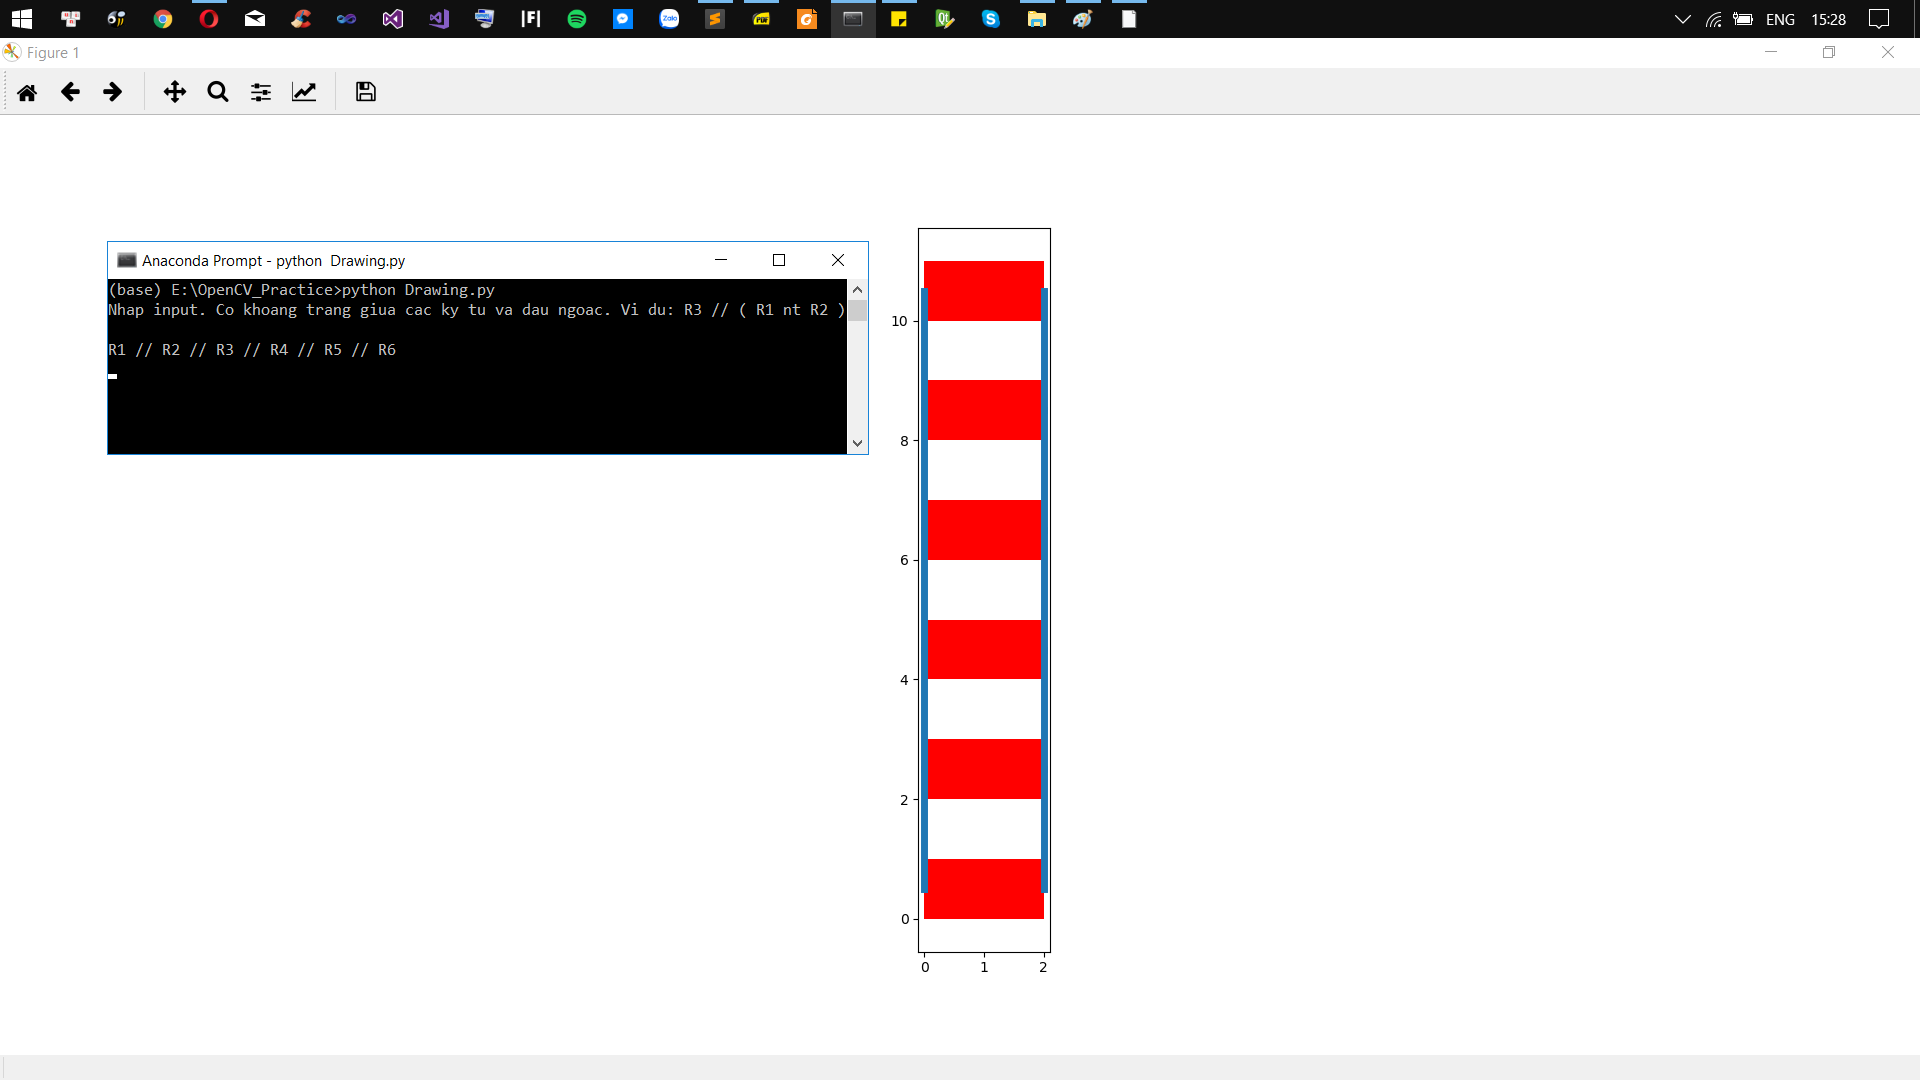 ENG 15:28
Figure 1
Anaconda Prompt - python  Drawing.py
(base) E:\OpenCV_Practice>python Drawing.py
Nhap input. Co khoang trang giua cac ky tu va dau ngoac. Vi du: R3 // ( R1 nt R2 )
R1 // R2 // R3 // R4 // R5 // R6
10
8
6
4
2
0
0 1 2